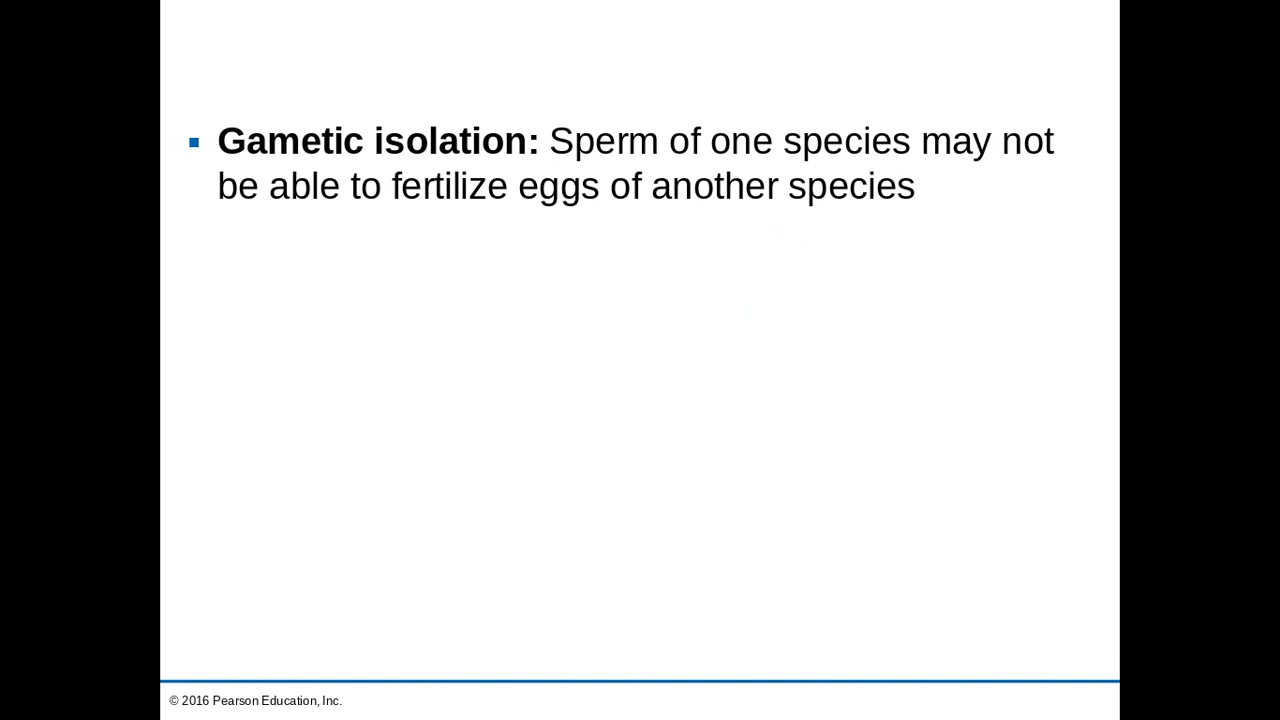 Gametic isolation: Sperm of one species may not
be able to fertilize eggs of another species
© 2016 Pearson Education, Inc.